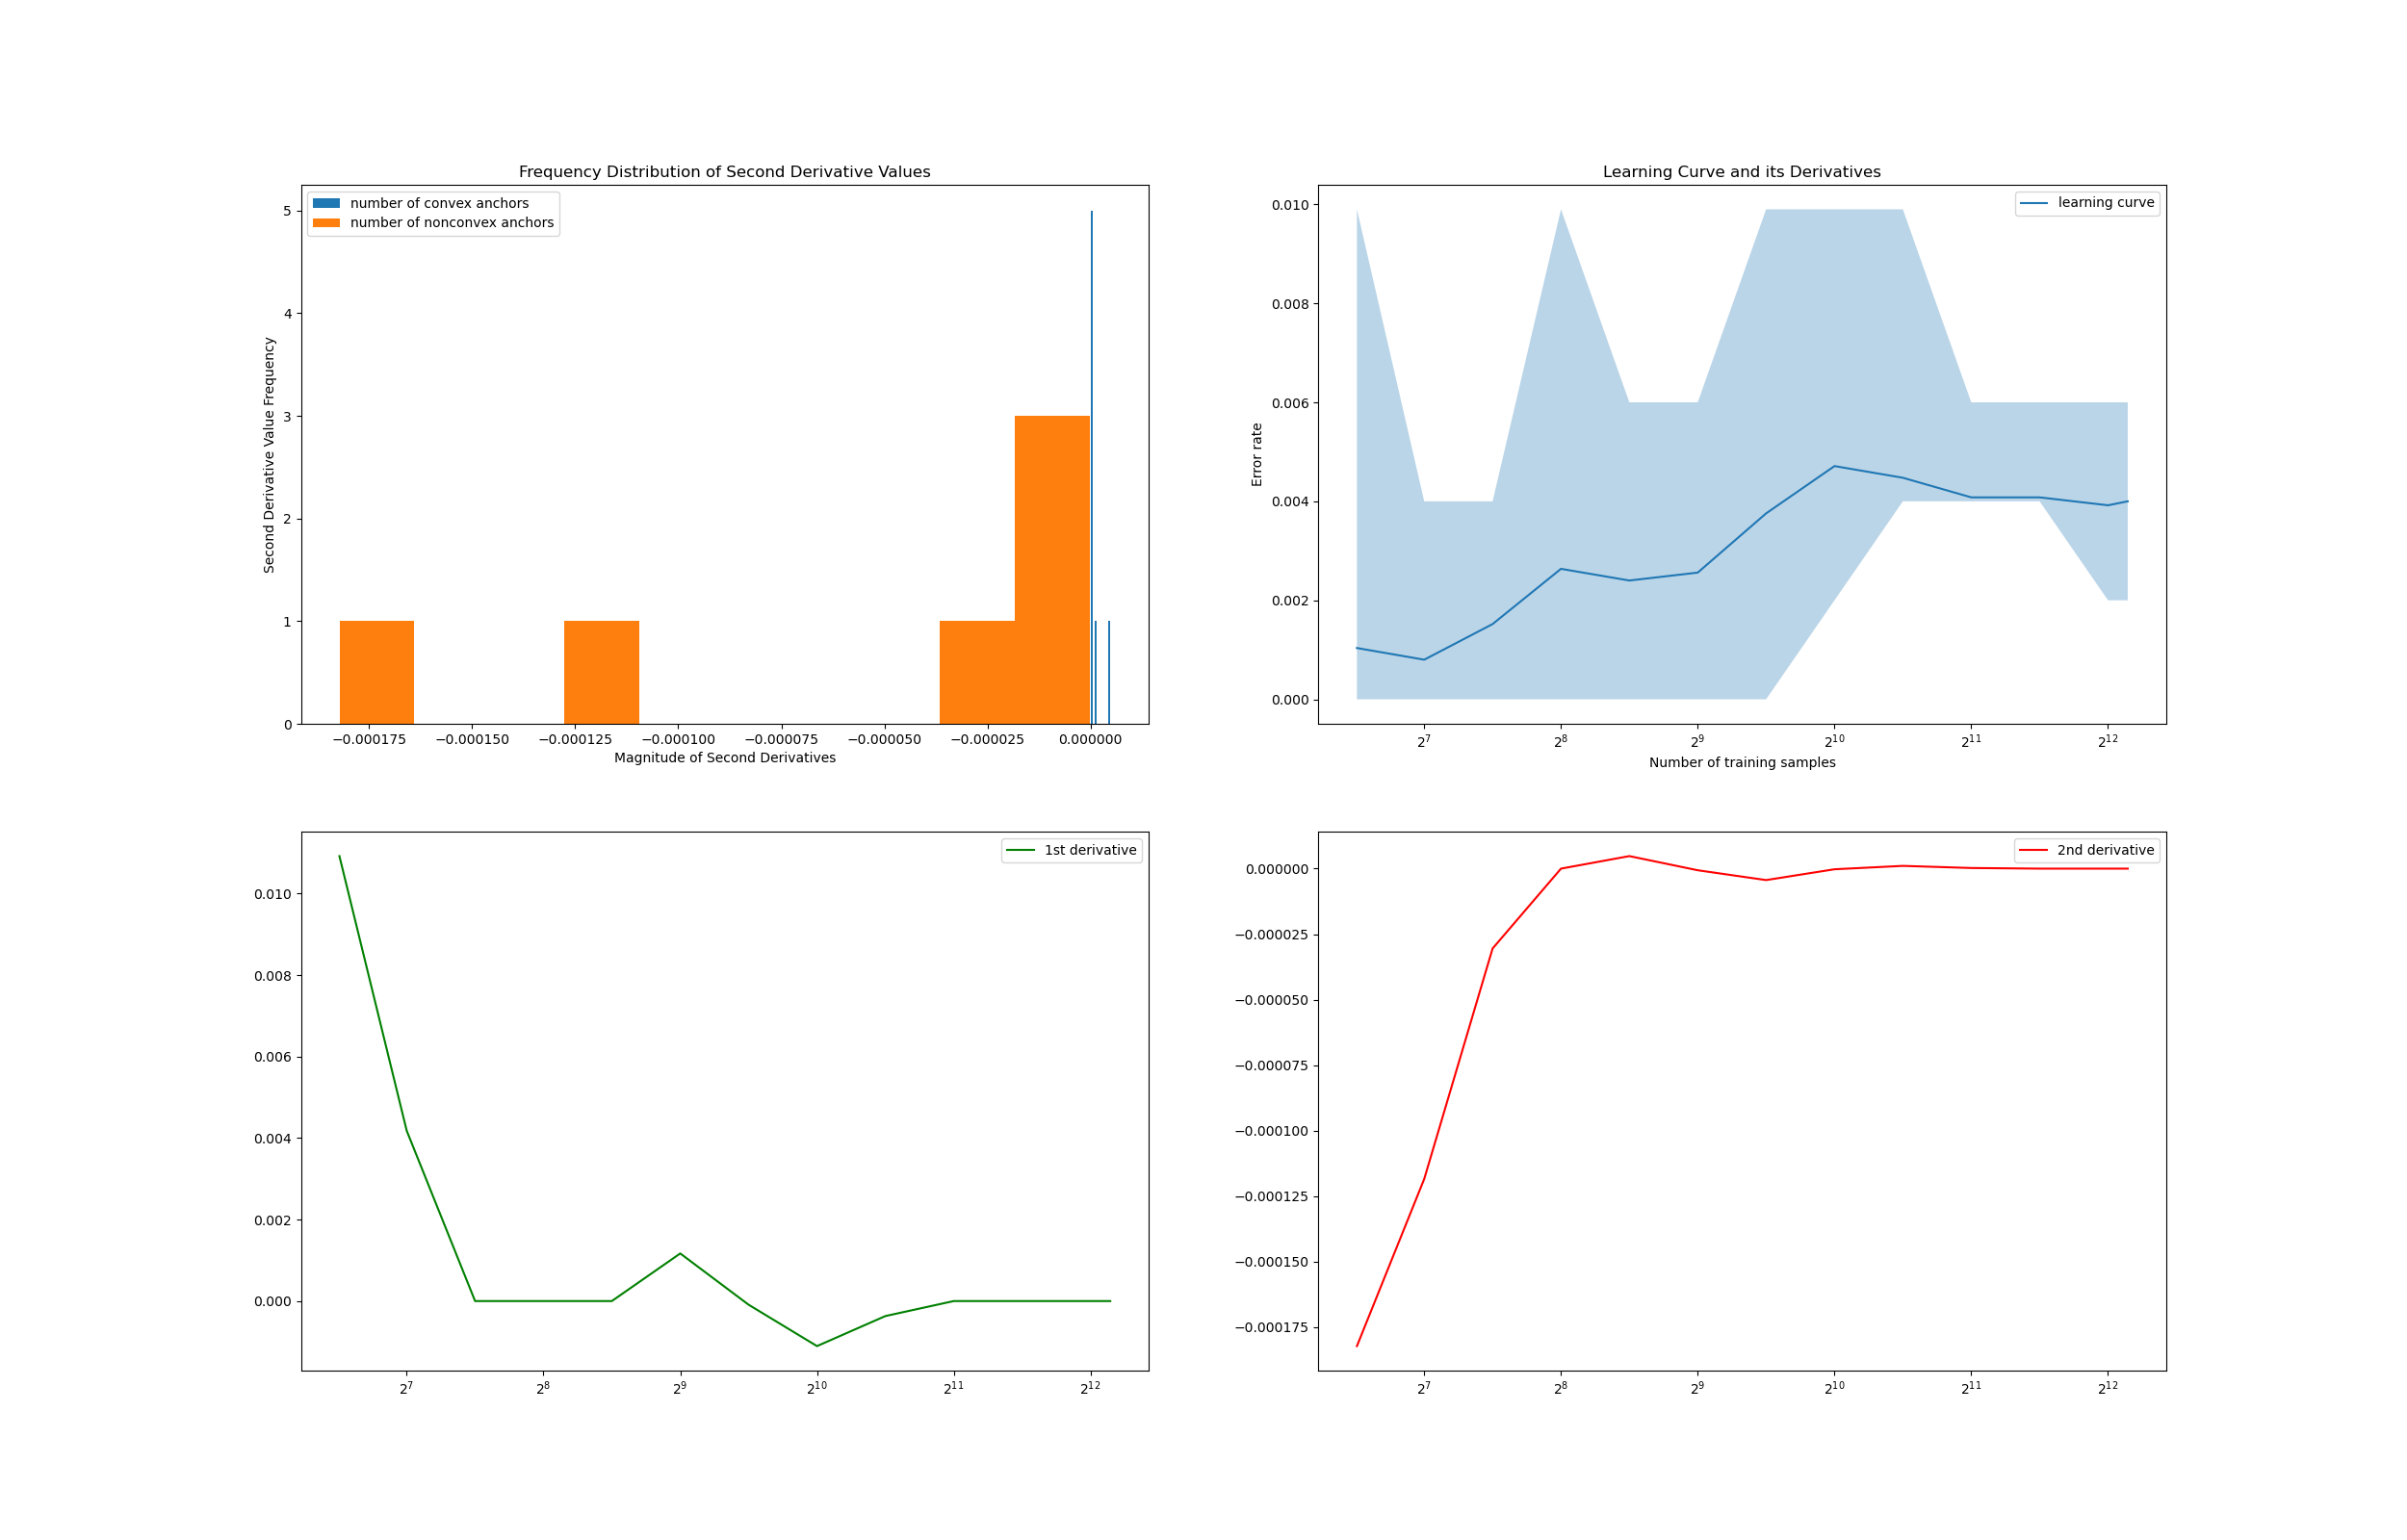 Frequency Distribution of Second Derivative Values
number of convex anchors
number of nonconvex anchors
5
4
3
2
1
0
Second Derivative Value Frequency
−0.000175 −0.000150 −0.000125 −0.000100 −0.000075 −0.000050 −0.000025 0.000000
Magnitude of Second Derivatives
Learning Curve and its Derivatives
learning curve
0.010
0.008
0.006
0.004
0.002
0.000
Error rate
2^7 2^8 2^9 2^10 2^11 2^12
Number of training samples
1st derivative
0.010
0.008
0.006
0.004
0.002
0.000
2^7 2^8 2^9 2^10 2^11 2^12
2nd derivative
0.000000
−0.000025
−0.000050
−0.000075
−0.000100
−0.000125
−0.000150
−0.000175
2^7 2^8 2^9 2^10 2^11 2^12